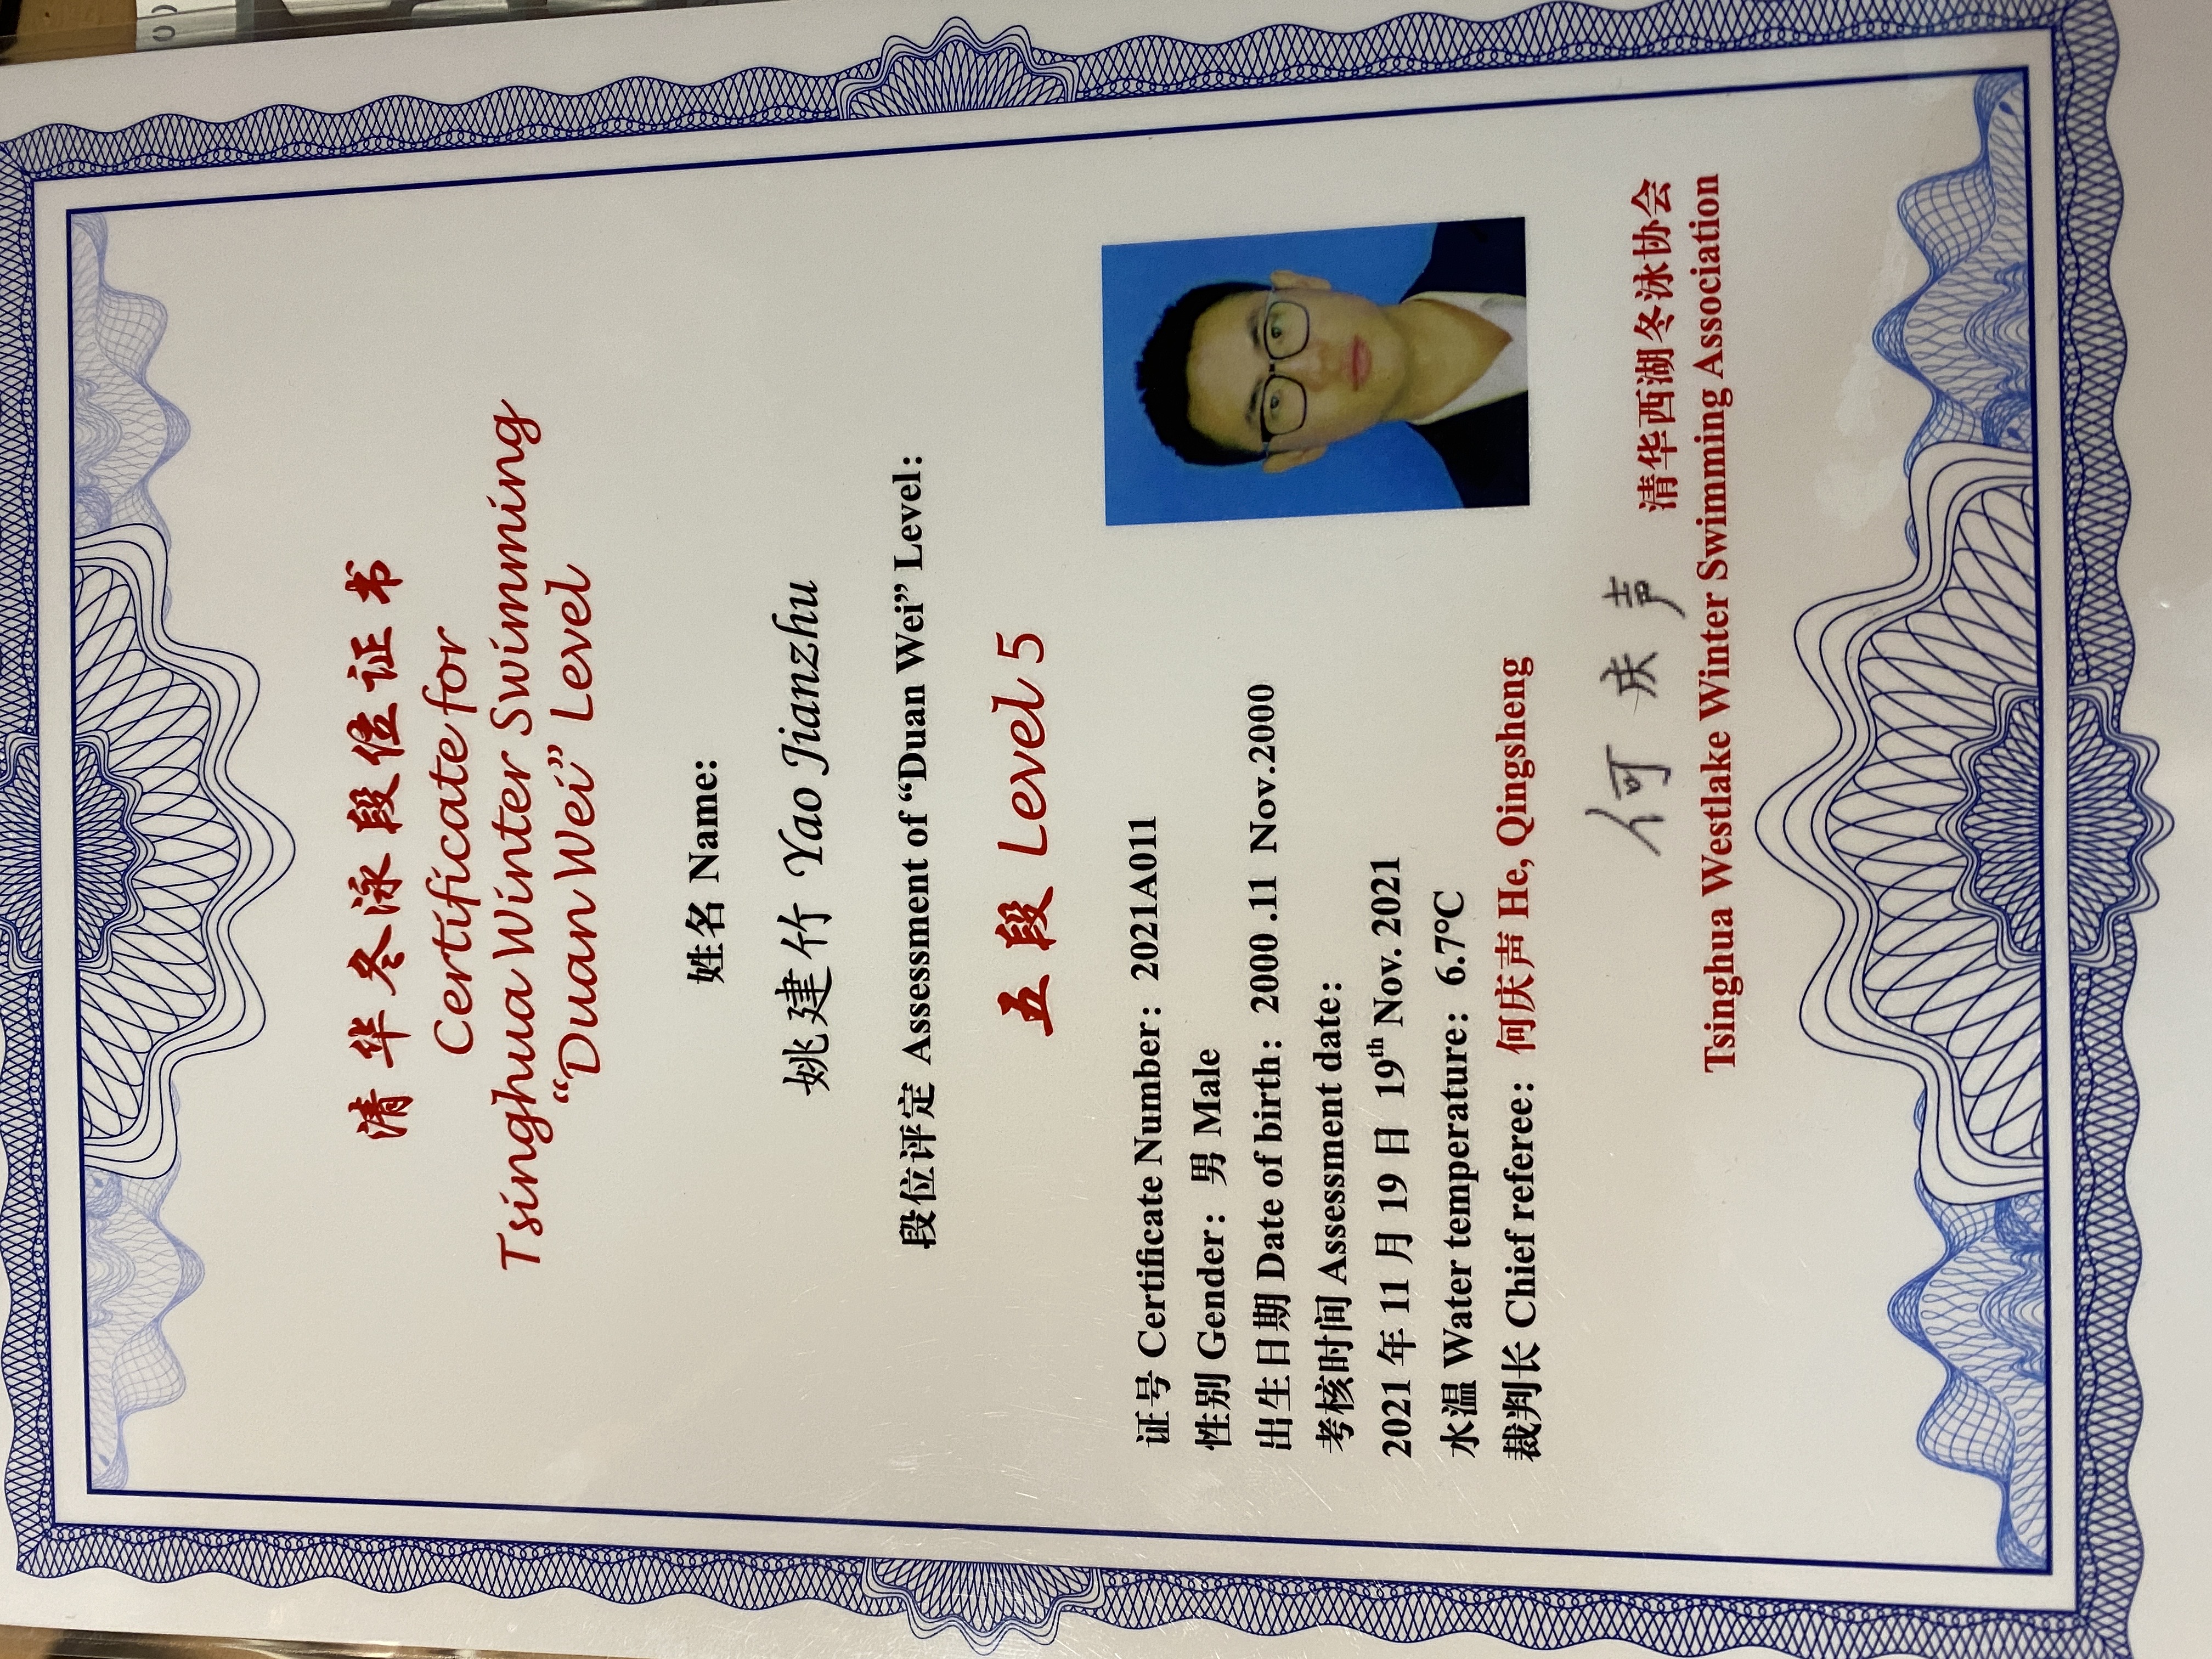 清华冬泳段位证书
Certificate for
Tsinghua Winter Swimming
“Duan Wei” Level
姓名 Name:
姚建竹 Yao Jianzhu
段位评定 Assessment of “Duan Wei” Level:
五段 Level 5
证号 Certificate Number: 2021A011
性别 Gender: 男 Male
出生日期 Date of birth: 2000 .11 Nov.2000
考核时间 Assessment date:
2021 年 11 月 19 日 19th Nov. 2021
水温 Water temperature: 6.7°C
裁判长 Chief referee: 何庆声 He, Qingsheng
何庆声
清华西湖冬泳协会
Tsinghua Westlake Winter Swimming Association